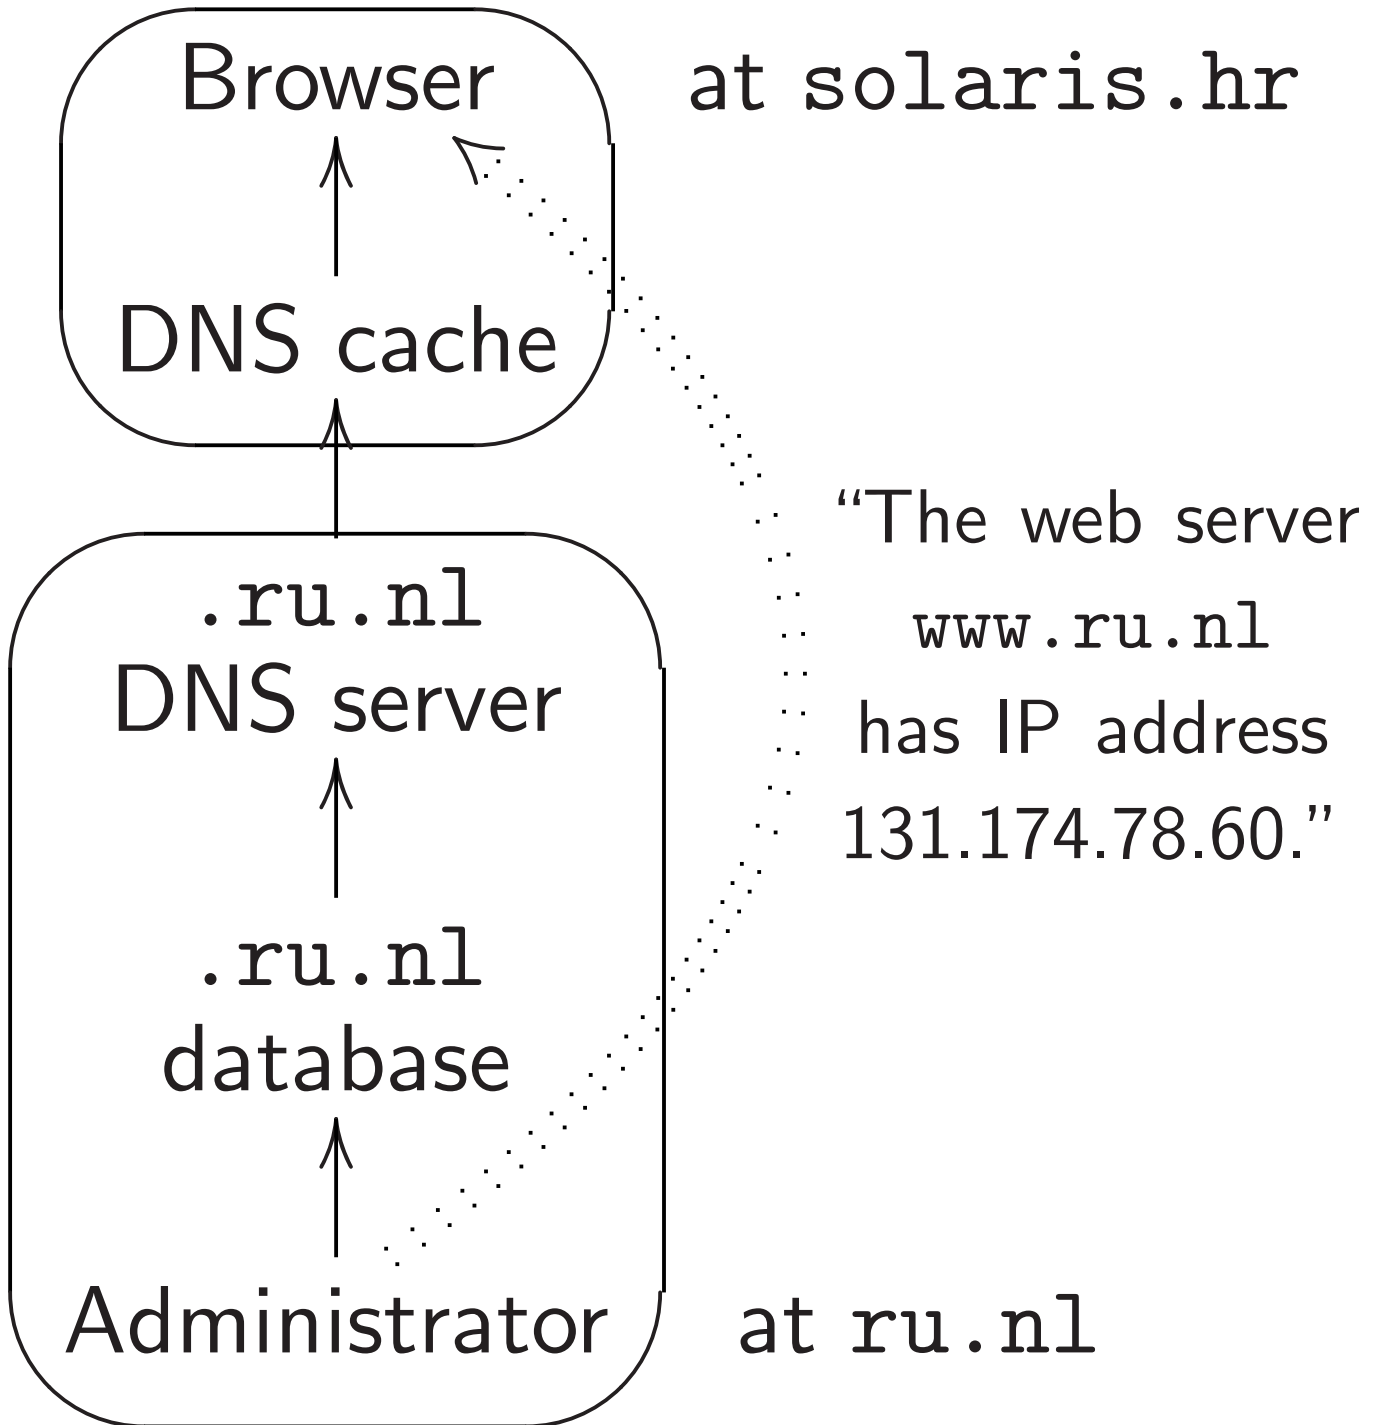 Browser at solaris.hr
DNS cache
“The web server
www.ru.nl
has IP address
131.174.78.60.”
.ru.nl
DNS server
.ru.nl
database
Administrator at ru.nl